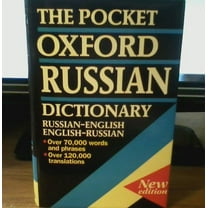 THE POCKET
OXFORD
RUSSIAN
DICTIONARY
RUSSIAN-ENGLISH
ENGLISH-RUSSIAN
• Over 70,000 words
and phrases
• Over 120,000
translations
New
edition